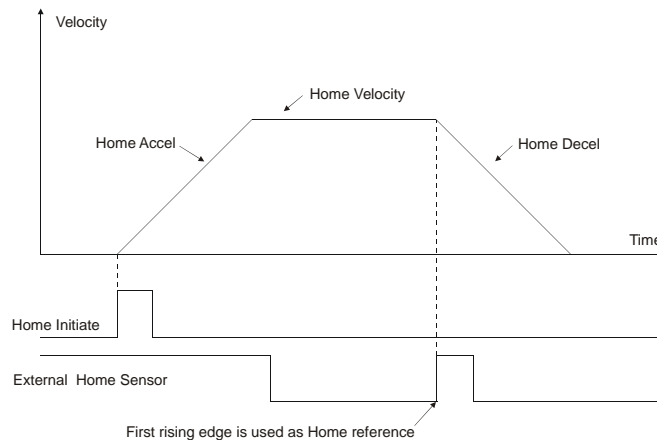 Velocity
Home Velocity
Home Accel
Home Decel
Time
Home Initiate
External Home Sensor
First rising edge is used as Home reference